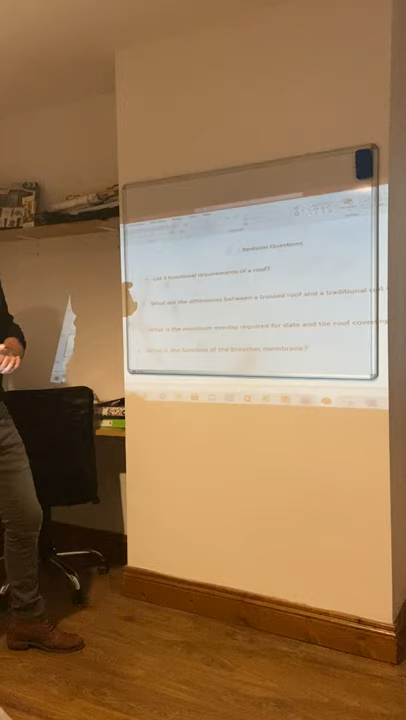 Revision Questions
List 3 functional requirements of a roof?
What are the differences between a trussed roof and a traditional cut
What is the minimum overlap required for slate and tile roof
What is the function of the breather membrane?